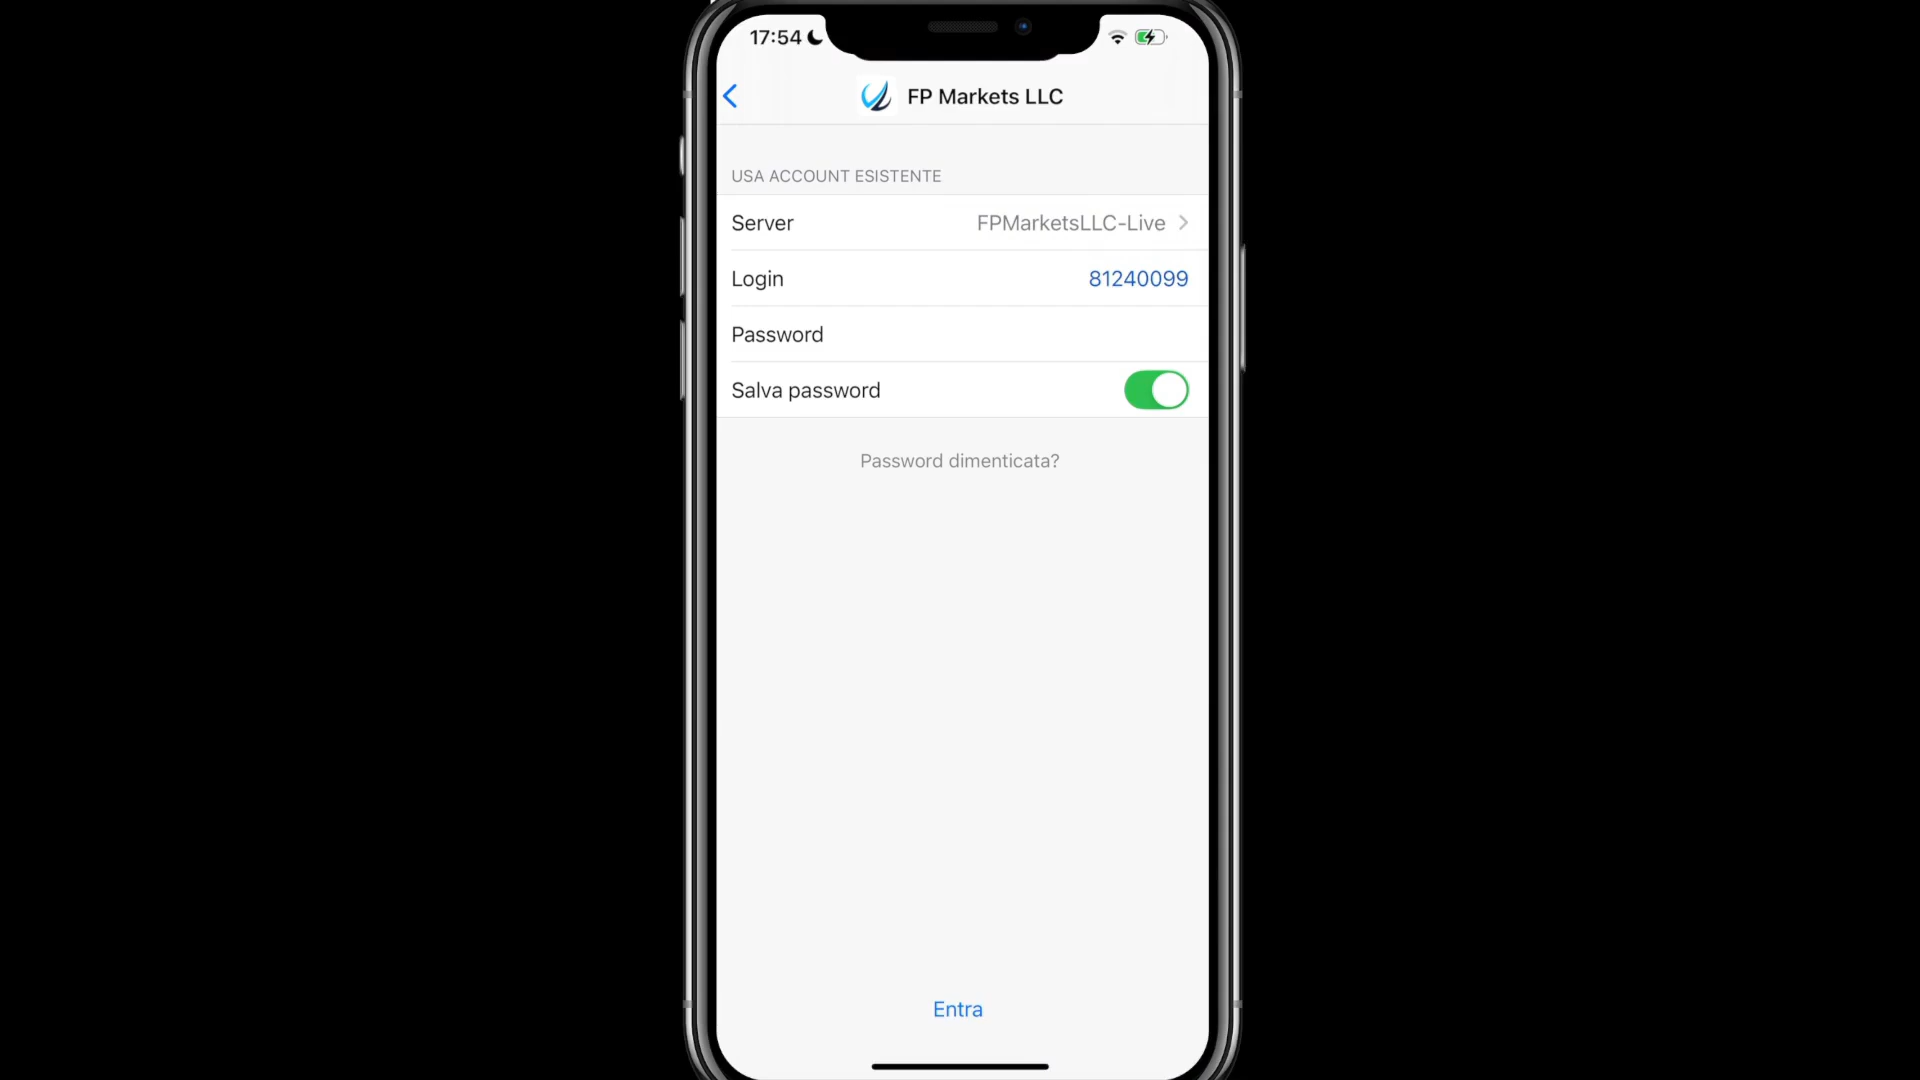 17:54
FP Markets LLC
USA ACCOUNT ESISTENTE
Server FPMarketsLLC-Live
Login 81240099
Password
Salva password
Password dimenticata?
Entra